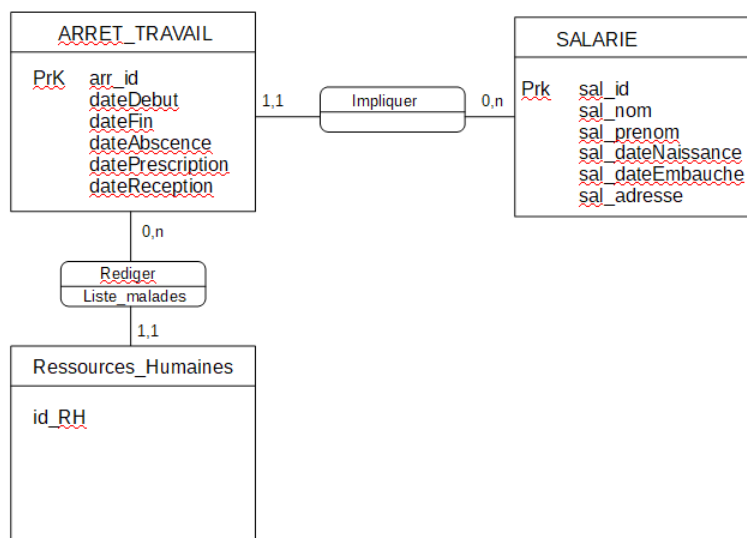 ARRET_TRAVAIL
PrK arr_id
dateDebut
dateFin
dateAbscence
datePrescription
dateReception
1,1
Impliquer
0,n
SALARIE
Prk sal_id
sal_nom
sal_prenom
sal_dateNaissance
sal_dateEmbauche
sal_adresse
0,n
Rediger
Liste_malades
1,1
Ressources_Humaines
id_RH